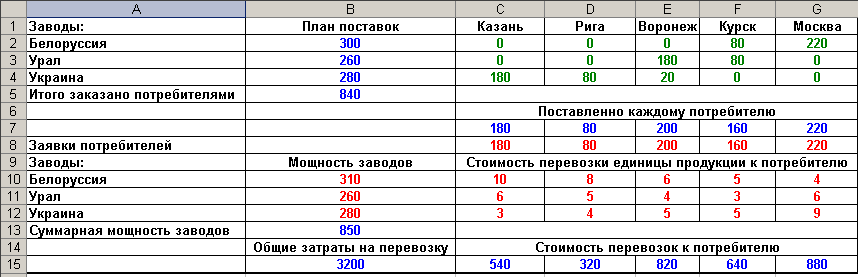 A B C D E F G
1 Заводы: План поставок Казань Рига Воронеж Курск Москва
2 Белоруссия 300 0 0 0 80 220
3 Урал 260 0 0 180 80 0
4 Украина 280 180 80 20 0 0
5 Итого заказано потребителями 840
6 Поставленно каждому потребителю
7 180 80 200 160 220
8 Заявки потребителей 180 80 200 160 220
9 Заводы: Мощность заводов Стоимость перевозки единицы продукции к потребителю
10 Белоруссия 310 10 8 6 5 4
11 Урал 260 6 5 4 3 6
12 Украина 280 3 4 5 5 9
13 Суммарная мощность заводов 850
14 Общие затраты на перевозку Стоимость перевозок к потребителю
15 3200 540 320 820 640 880